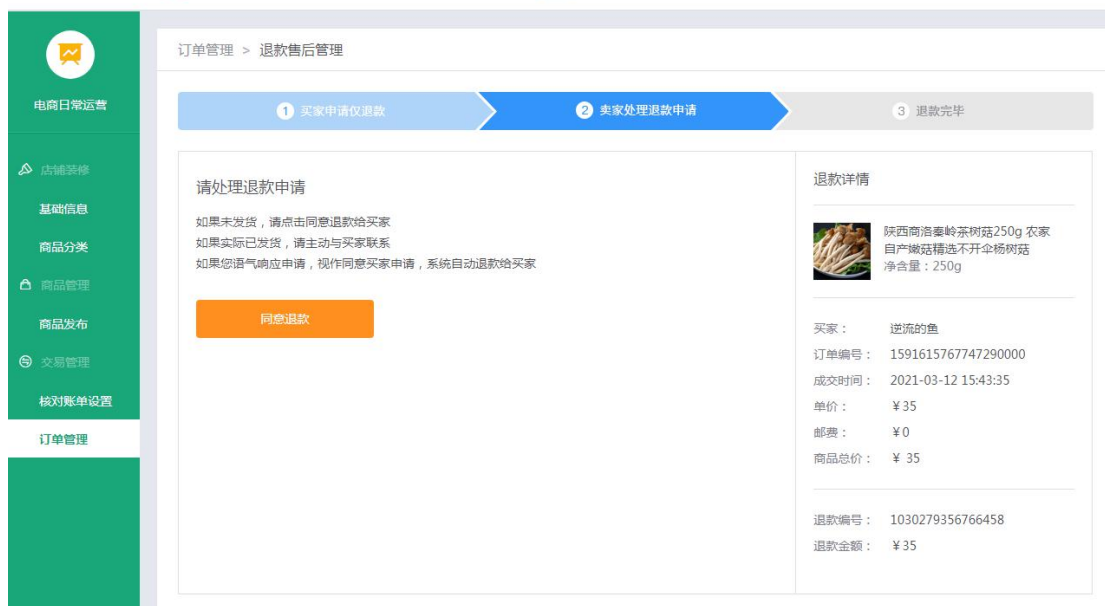 电商日常运营
店铺装修
基础信息
商品分类
商品管理
商品发布
交易管理
核对账单设置
订单管理
订单管理 > 退款售后管理
1 买家申请仅退款
2 卖家处理退款申请
3 退款完毕
请处理退款申请
如果未发货，请点击同意退款给买家
如果实际已发货，请主动与买家联系
如果您语气响应申请，视作同意买家申请，系统自动退款给买家
同意退款
退款详情
陕西商洛秦岭茶树菇250g 农家
自产嫩菇精选不开伞杨树菇
净含量：250g
买家： 逆流的鱼
订单编号： 1591615767747290000
成交时间： 2021-03-12 15:43:35
单价： ￥35
邮费： ￥0
商品总价： ￥ 35
退款编号： 1030279356766458
退款金额： ￥35